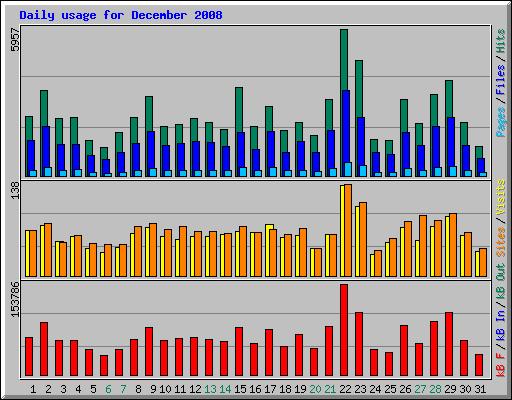 Daily usage for December 2008
5957
Pages / Files / Hits
138
Sites / Visits
153786
kB F / kB In / kB Out
1 2 3 4 5 6 7 8 9 10 11 12 13 14 15 16 17 18 19 20 21 22 23 24 25 26 27 28 29 30 31